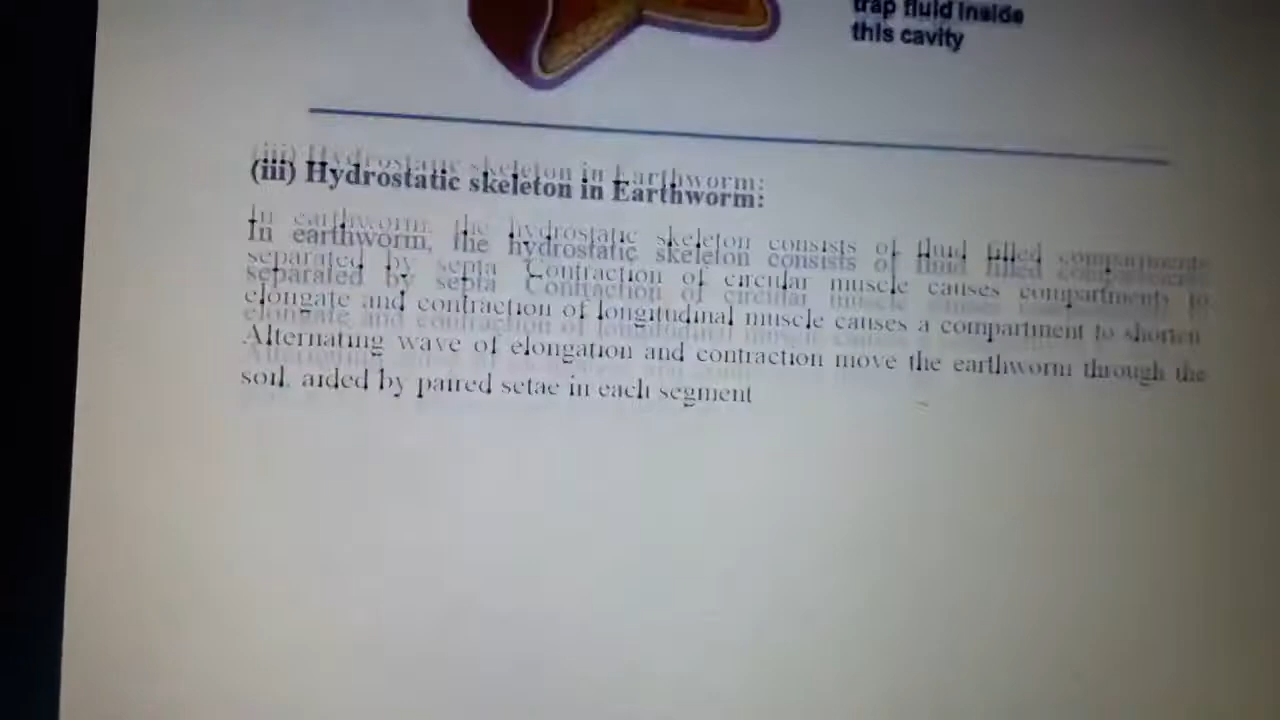 trap fluid inside
this cavity
(iii) Hydrostatic skeleton in Earthworm:
In earthworm, the hydrostatic skeleton consists of fluid filled compartments
separated by septa Contraction of circular muscle causes compartments to
elongate and contraction of longitudinal muscle causes a compartment to shorten
Alternating wave of elongation and contraction move the earthworm through the
soil, aided by paired setae in each segment